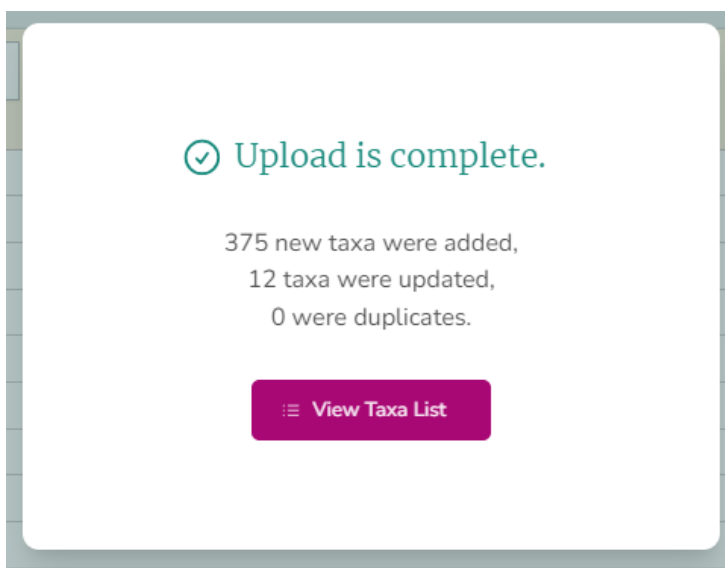 Upload is complete.
375 new taxa were added,
12 taxa were updated,
0 were duplicates.
View Taxa List